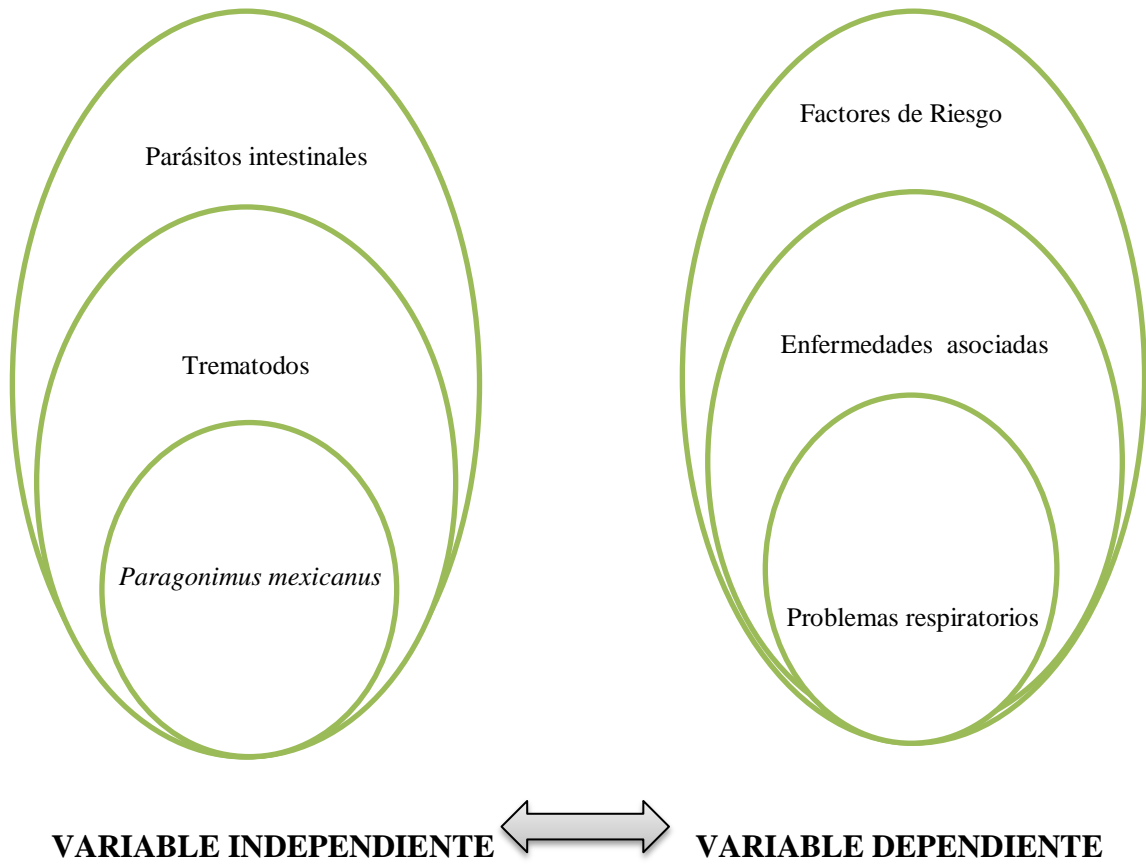 Parásitos intestinales
Trematodos
Paragonimus mexicanus
VARIABLE INDEPENDIENTE
Factores de Riesgo
Enfermedades asociadas
Problemas respiratorios
VARIABLE DEPENDIENTE